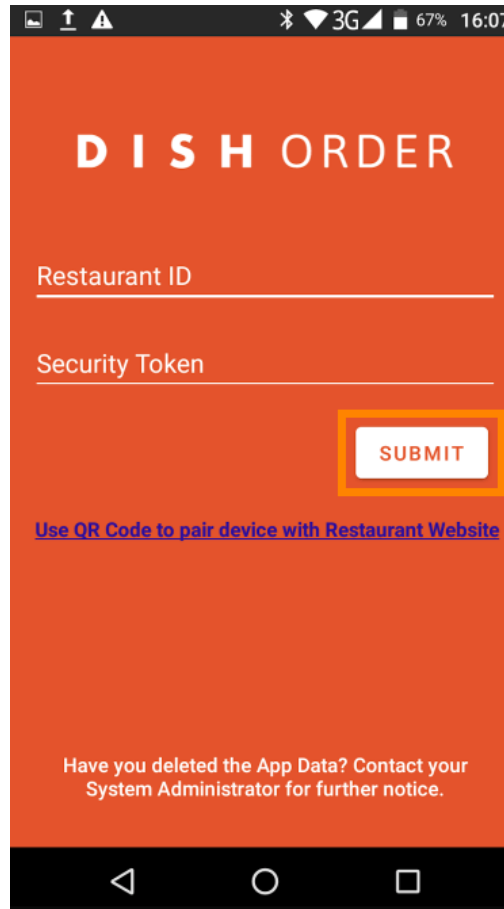 3G 67% 16:07
DISH ORDER
Restaurant ID
Security Token
SUBMIT
Use QR Code to pair device with Restaurant Website
Have you deleted the App Data? Contact your
System Administrator for further notice.